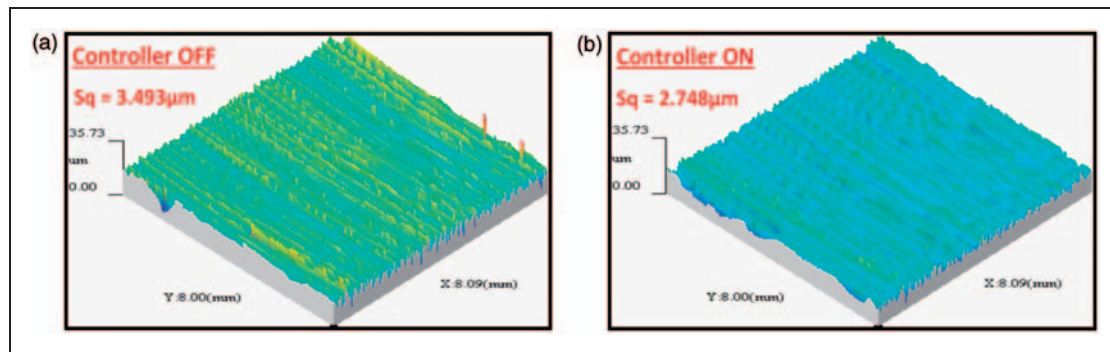 (a)
Controller OFF
Sq = 3.493µm
35.73
um
0.00
Y:8.00(mm)
X:8.09(mm)
(b)
Controller ON
Sq = 2.748µm
35.73
um
0.00
Y:8.00(mm)
X:8.09(mm)